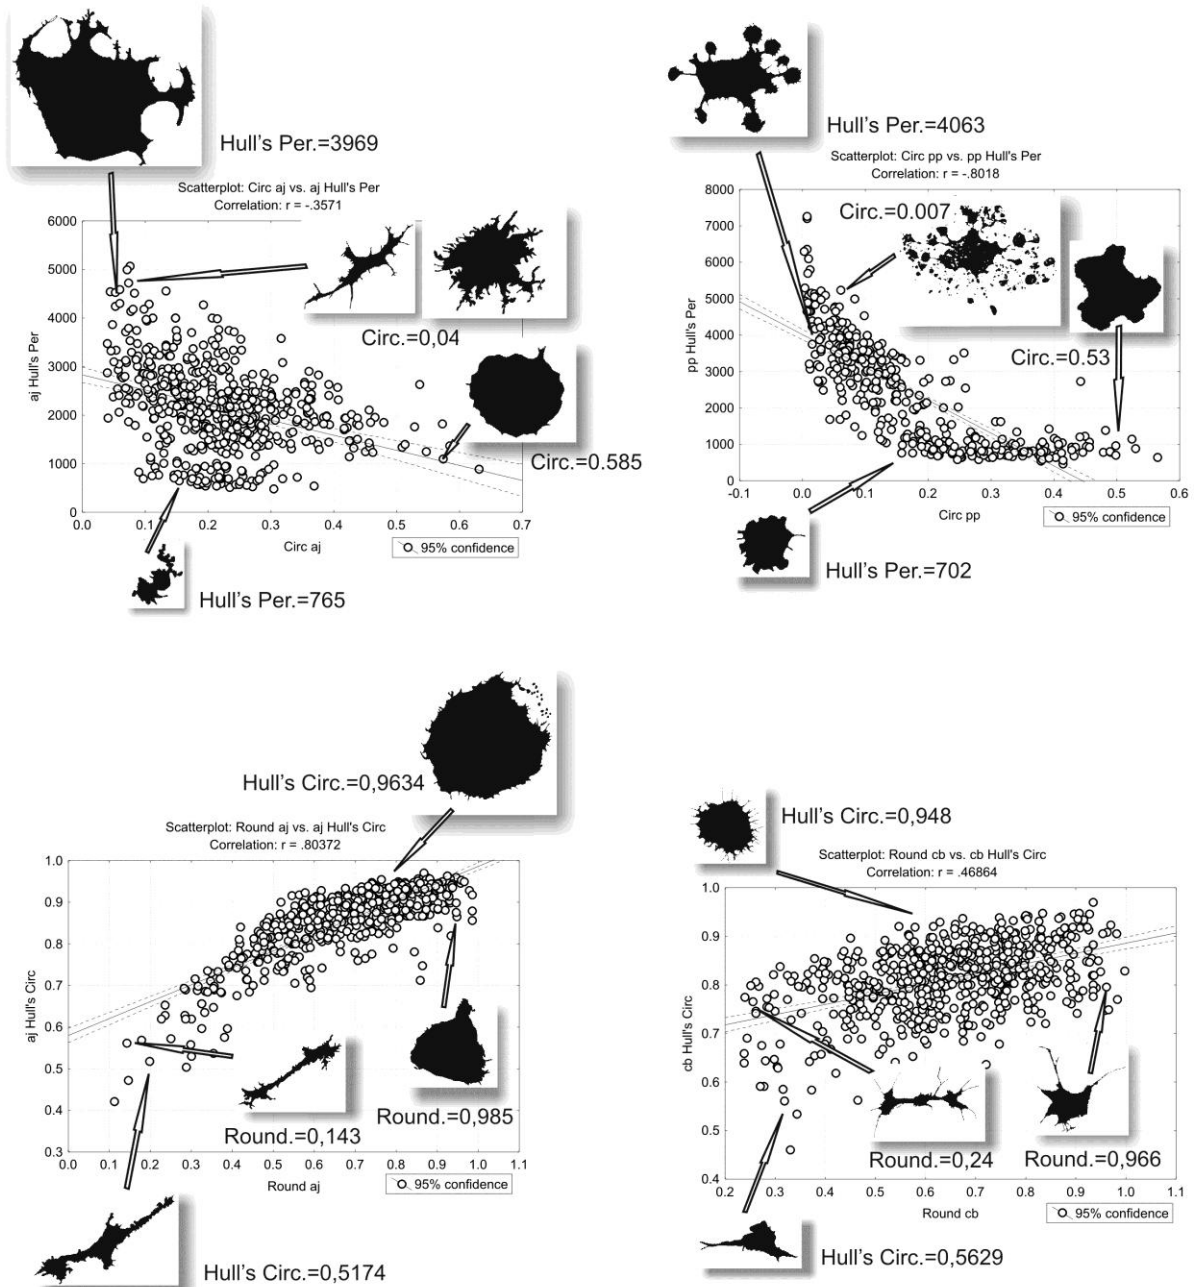 Hull's Per.=3969
Scatterplot: Circ aj vs. aj Hull's Per
Correlation: r = -.3571
6000
5000
4000
3000
2000
1000
0
aj Hull's Per
Circ.=0,04
Circ.=0.585
0.0 0.1 0.2 0.3 0.4 0.5 0.6 0.7
Circ aj
95% confidence
Hull's Per.=765
Hull's Per.=4063
Scatterplot: Circ pp vs. pp Hull's Per
Correlation: r = -.8018
8000
7000
6000
5000
4000
3000
2000
1000
0
pp Hull's Per
Circ.=0.007
Circ.=0.53
-0.1 0.0 0.1 0.2 0.3 0.4 0.5 0.6
Circ pp
95% confidence
Hull's Per.=702
Hull's Circ.=0,9634
Scatterplot: Round aj vs. aj Hull's Circ
Correlation: r = .80372
1.0
0.9
0.8
0.7
0.6
0.5
0.4
0.3
aj Hull's Circ
Round.=0,143
Round.=0,985
0.0 0.1 0.2 0.3 0.4 0.5 0.6 0.7 0.8 0.9 1.0 1.1
Round aj
95% confidence
Hull's Circ.=0,5174
Hull's Circ.=0,948
Scatterplot: Round cb vs. cb Hull's Circ
Correlation: r = .46864
1.0
0.9
0.8
0.7
0.6
0.5
0.4
cb Hull's Circ
Round.=0,24
Round.=0,966
0.2 0.3 0.4 0.5 0.6 0.7 0.8 0.9 1.0 1.1
Round cb
95% confidence
Hull's Circ.=0,5629